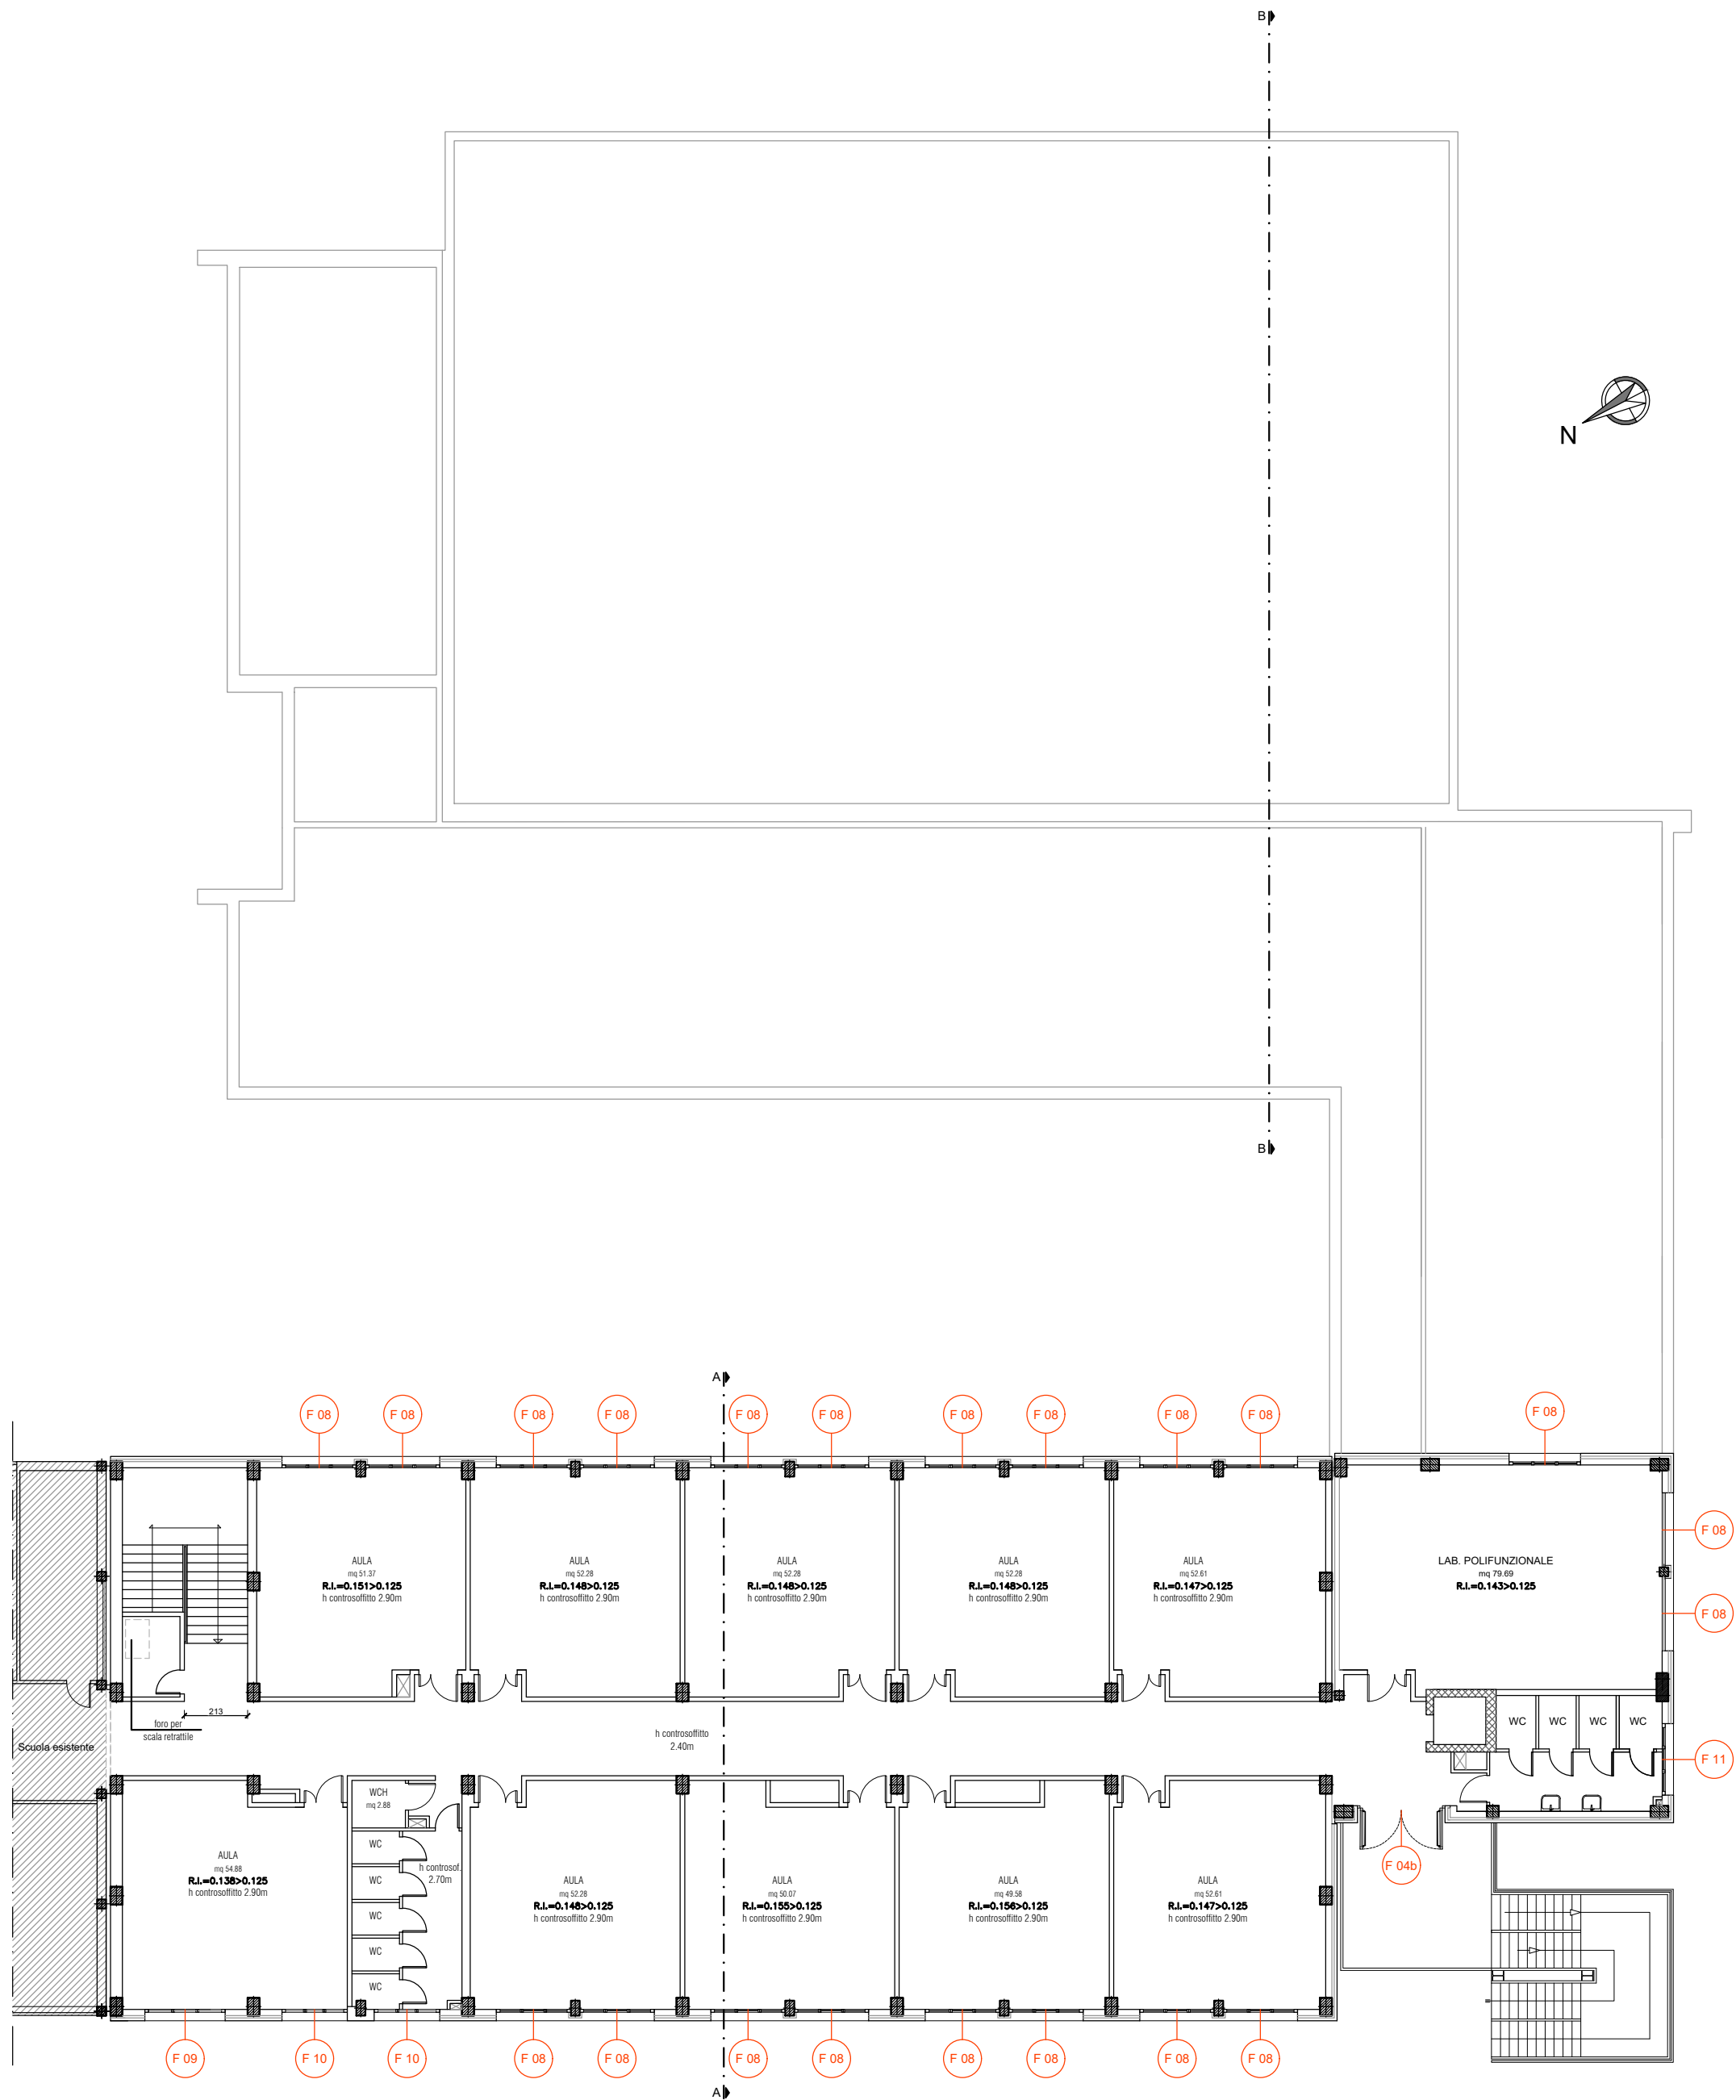 B
N
B
A
F 08
F 08
F 08
F 08
F 08
F 08
F 08
F 08
F 08
F 08
F 08
F 08
F 08
AULA
mq 51.37
R.I.=0.151>0.125
h controsoffitto 2.90m
AULA
mq 52.28
R.I.=0.148>0.125
h controsoffitto 2.90m
AULA
mq 52.28
R.I.=0.148>0.125
h controsoffitto 2.90m
AULA
mq 52.28
R.I.=0.148>0.125
h controsoffitto 2.90m
AULA
mq 52.61
R.I.=0.147>0.125
h controsoffitto 2.90m
LAB. POLIFUNZIONALE
mq 79.69
R.I.=0.143>0.125
213
foro per
scala retrattile
Scuola esistente
h controsoffitto
2.40m
WC
WC
WC
WC
F 11
WCH
mq 2.88
WC
WC
WC
WC
WC
h controsof.
2.70m
AULA
mq 54.88
R.I.=0.138>0.125
h controsoffitto 2.90m
AULA
mq 52.28
R.I.=0.148>0.125
h controsoffitto 2.90m
AULA
mq 50.07
R.I.=0.155>0.125
h controsoffitto 2.90m
AULA
mq 49.58
R.I.=0.156>0.125
h controsoffitto 2.90m
AULA
mq 52.61
R.I.=0.147>0.125
h controsoffitto 2.90m
F 04b
F 09
F 10
F 10
F 08
F 08
F 08
F 08
F 08
F 08
F 08
F 08
A